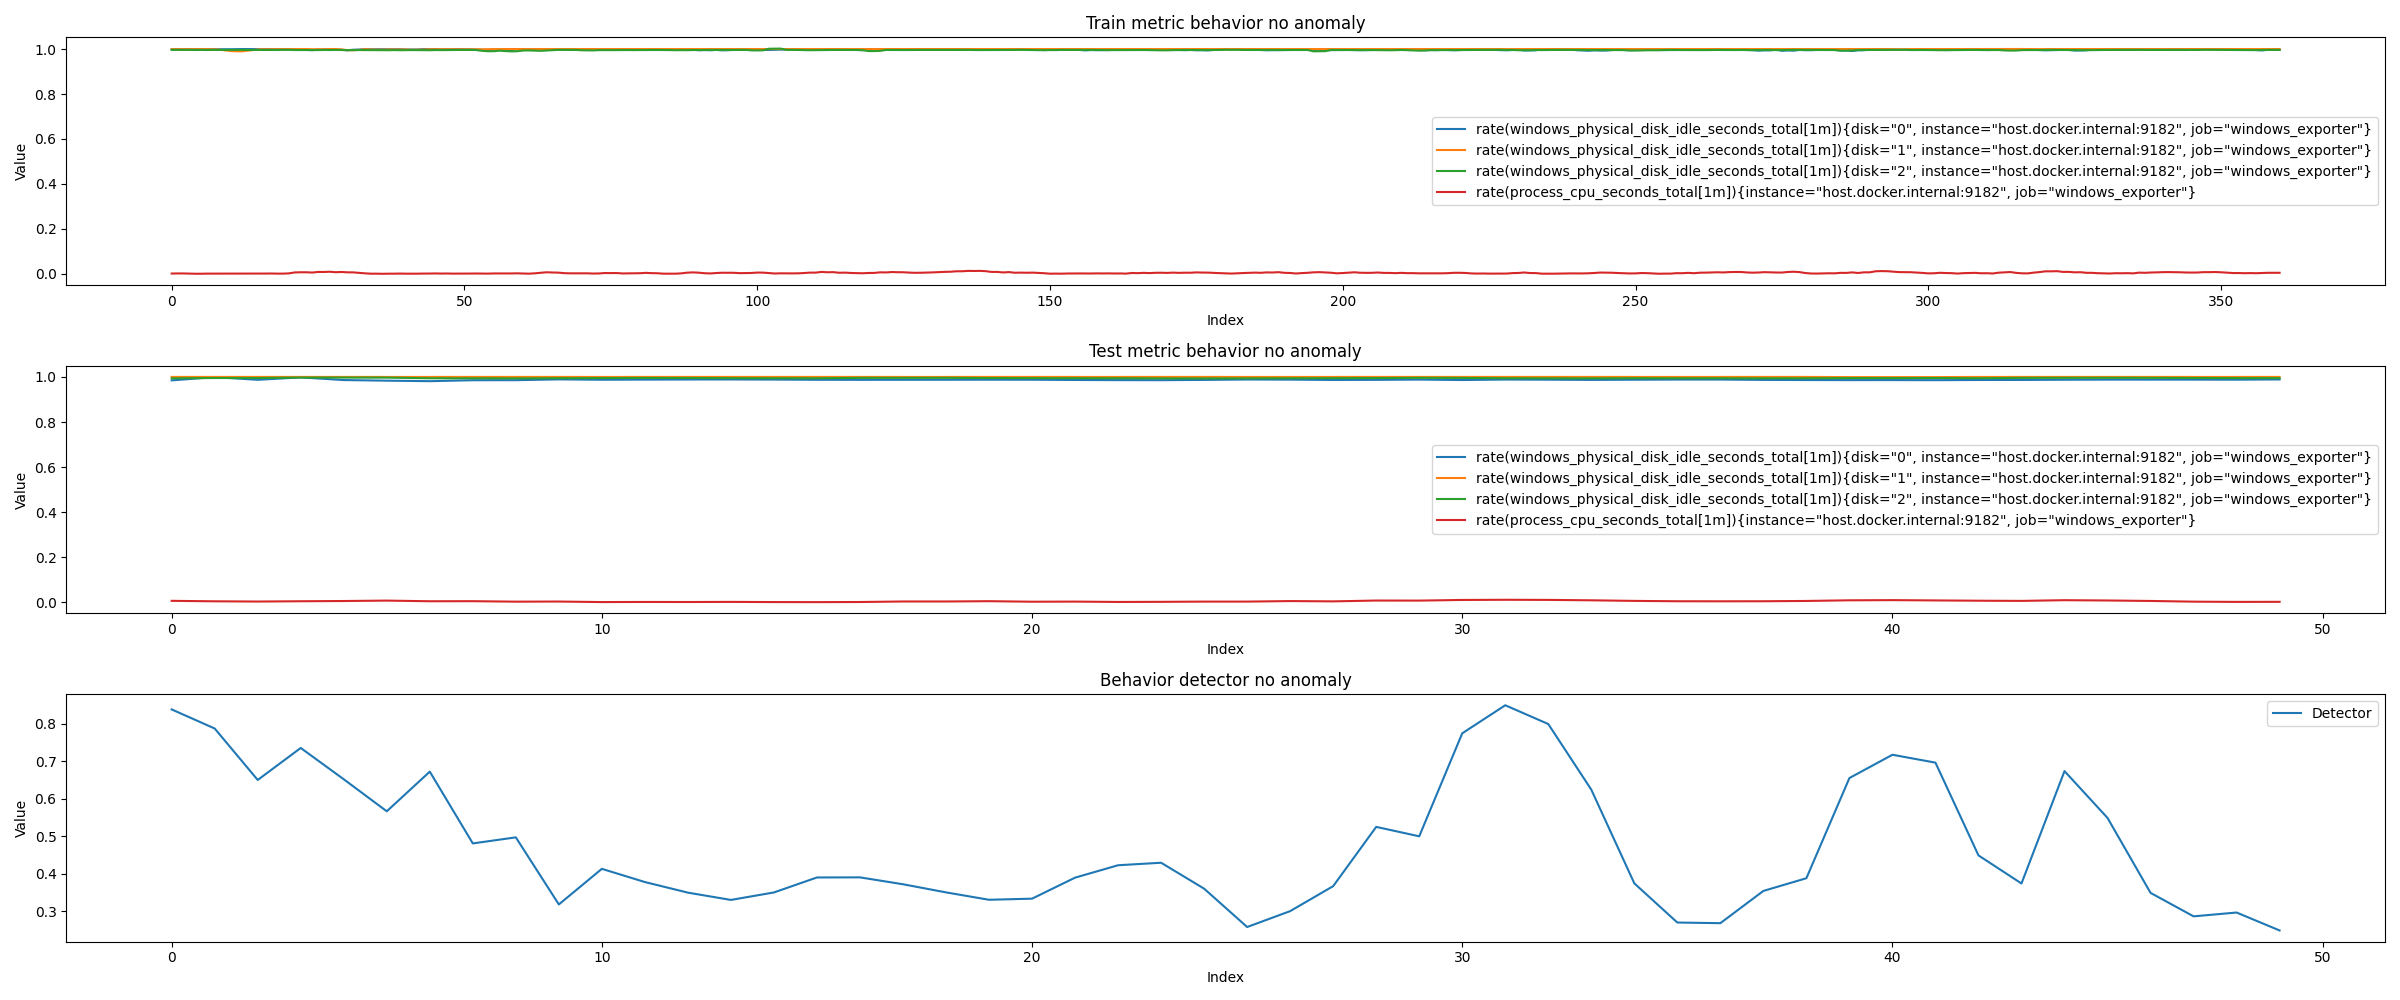 Train metric behavior no anomaly
1.0
0.8
0.6
0.4
0.2
0.0
Value
rate(windows_physical_disk_idle_seconds_total[1m]){disk="0", instance="host.docker.internal:9182", job="windows_exporter"}
rate(windows_physical_disk_idle_seconds_total[1m]){disk="1", instance="host.docker.internal:9182", job="windows_exporter"}
rate(windows_physical_disk_idle_seconds_total[1m]){disk="2", instance="host.docker.internal:9182", job="windows_exporter"}
rate(process_cpu_seconds_total[1m]){instance="host.docker.internal:9182", job="windows_exporter"}
0 50 100 150 200 250 300 350
Index
Test metric behavior no anomaly
1.0
0.8
0.6
0.4
0.2
0.0
Value
rate(windows_physical_disk_idle_seconds_total[1m]){disk="0", instance="host.docker.internal:9182", job="windows_exporter"}
rate(windows_physical_disk_idle_seconds_total[1m]){disk="1", instance="host.docker.internal:9182", job="windows_exporter"}
rate(windows_physical_disk_idle_seconds_total[1m]){disk="2", instance="host.docker.internal:9182", job="windows_exporter"}
rate(process_cpu_seconds_total[1m]){instance="host.docker.internal:9182", job="windows_exporter"}
0 10 20 30 40 50
Index
Behavior detector no anomaly
0.8
0.7
0.6
0.5
0.4
0.3
Value
Detector
0 10 20 30 40 50
Index